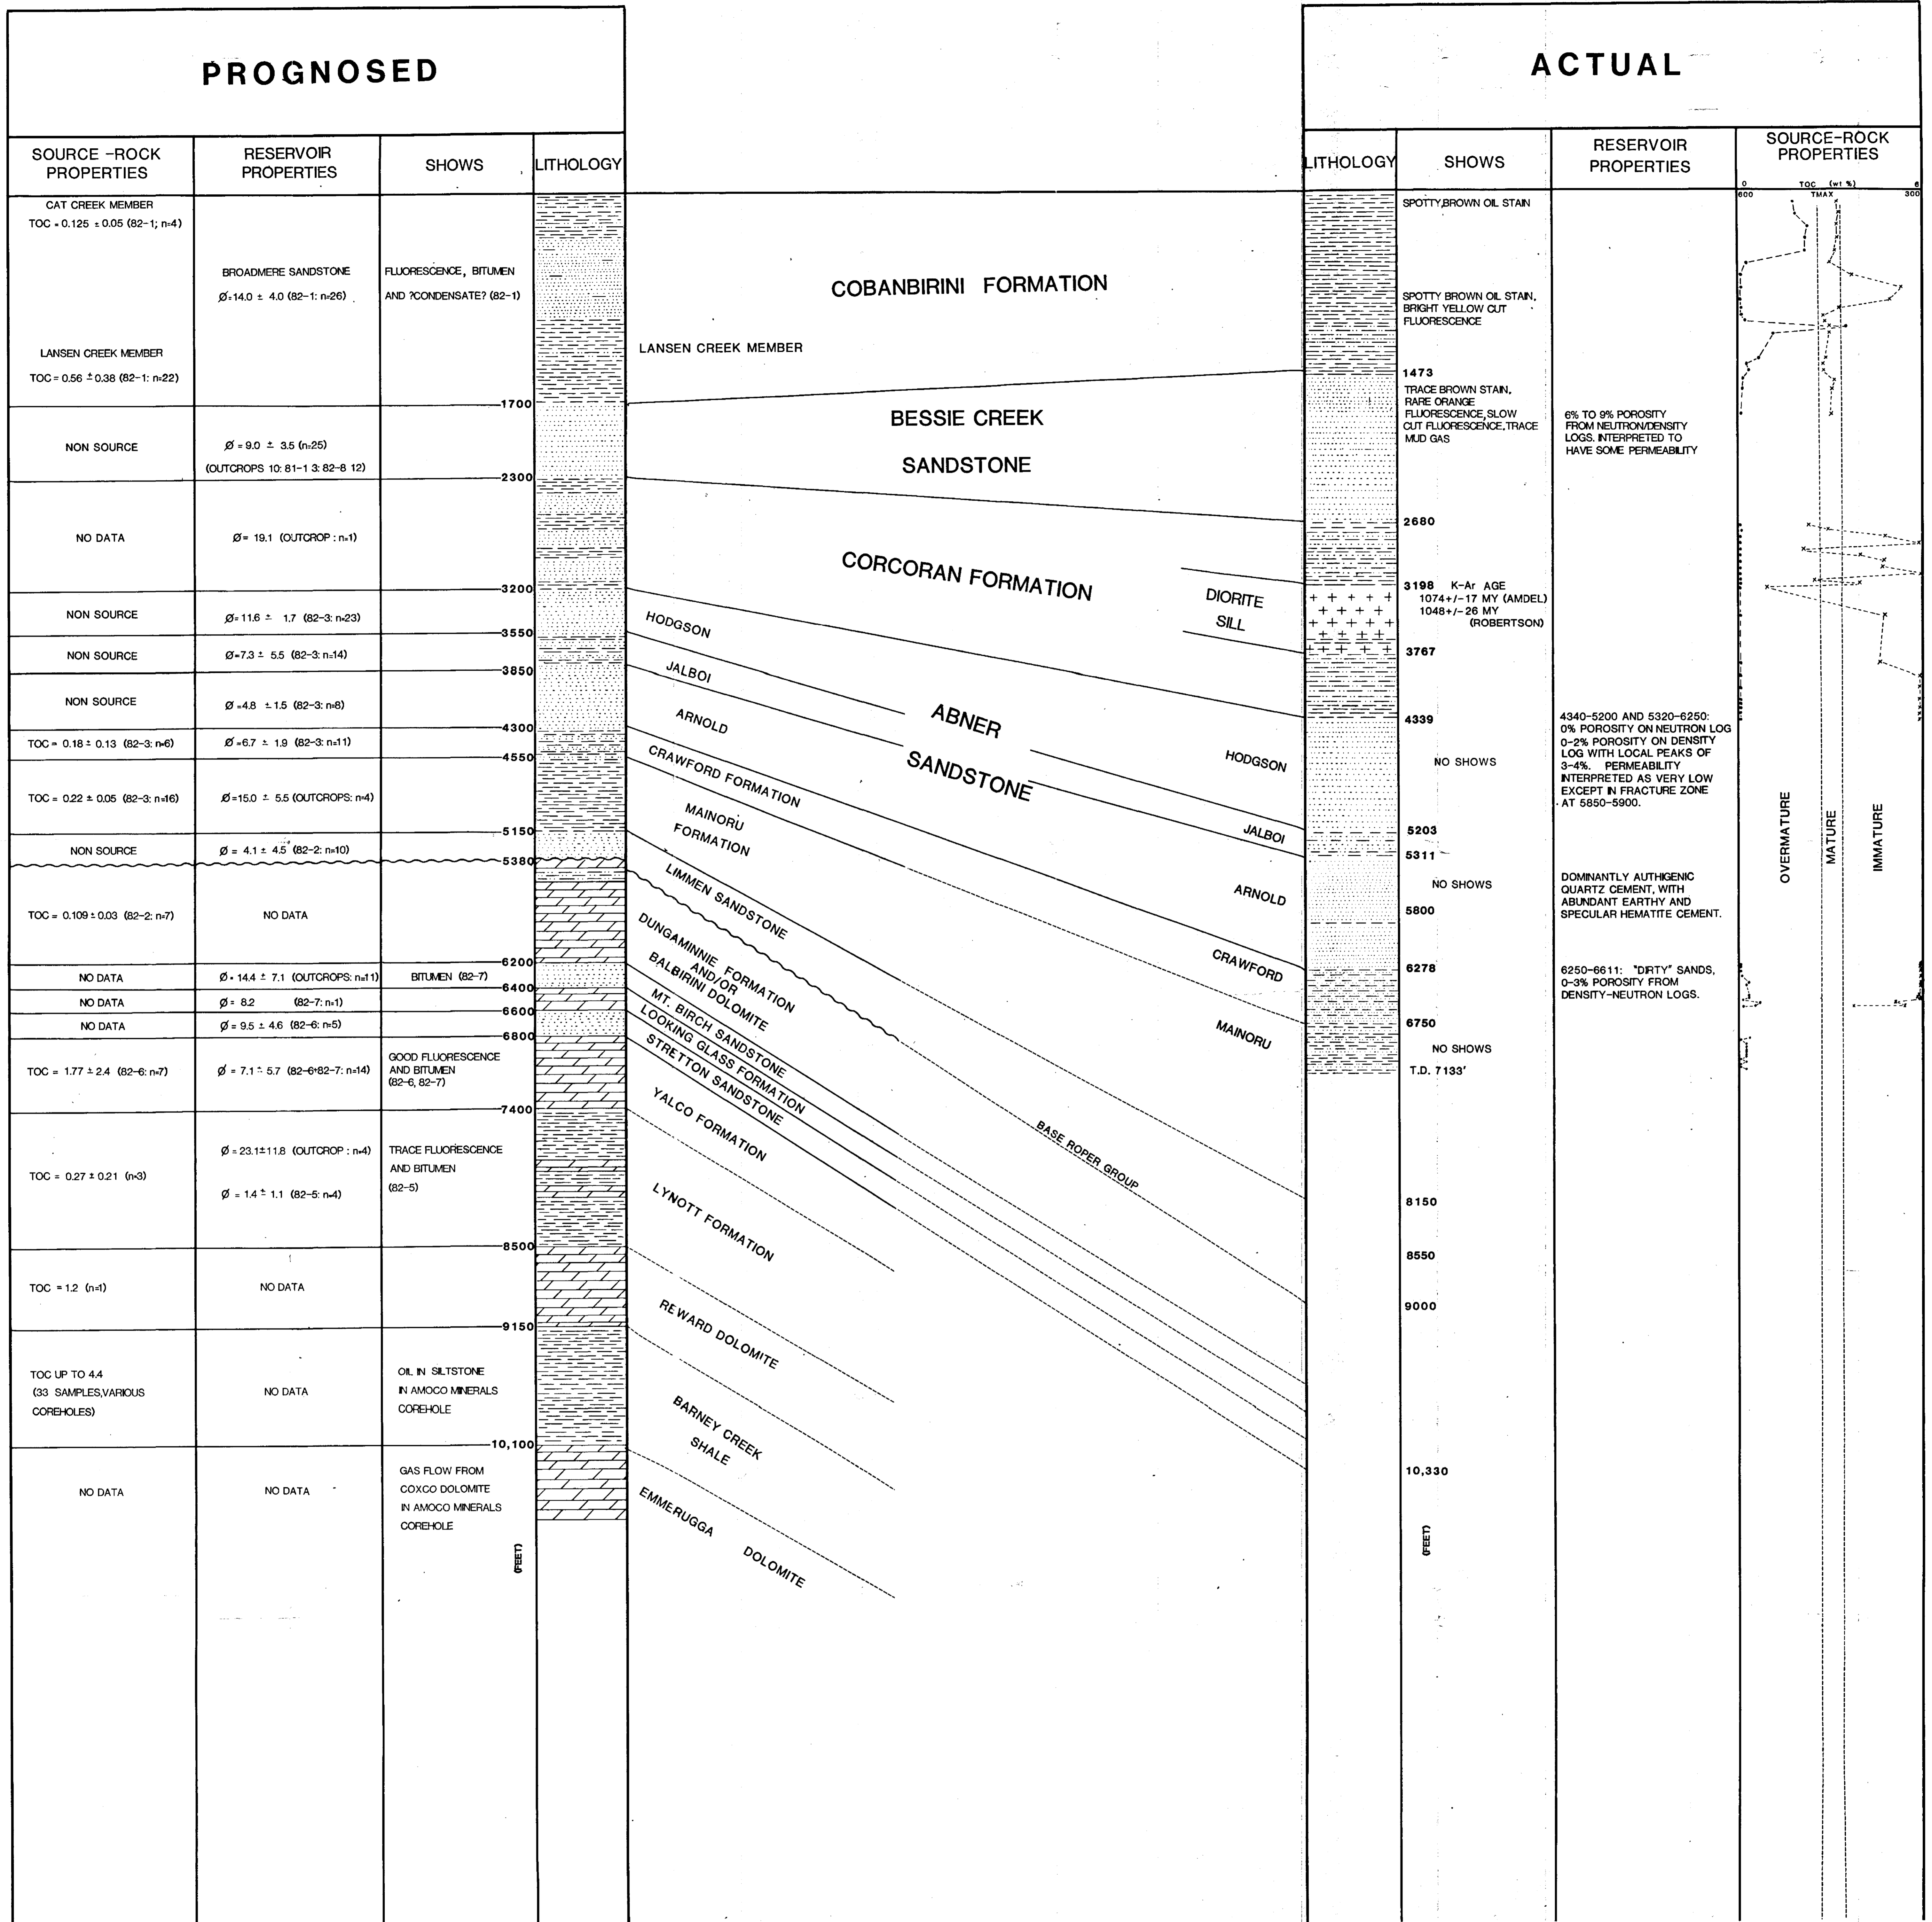 PROGNOSED
SOURCE –ROCK
PROPERTIES
RESERVOIR
PROPERTIES
SHOWS
LITHOLOGY
CAT CREEK MEMBER
TOC = 0.125 ± 0.05 (82-1; n=4)
BROADMERE SANDSTONE
Ø=14.0 ± 4.0 (82-1: n=26)
FLUORESCENCE, BITUMEN
AND ?CONDENSATE? (82-1)
LANSEN CREEK MEMBER
TOC = 0.56 ± 0.38 (82-1: n=22)
1700
NON SOURCE
Ø = 9.0 ± 3.5 (n=25)
(OUTCROPS 10: 81-1 3: 82-8 12)
2300
NO DATA
Ø= 19.1 (OUTCROP : n=1)
3200
NON SOURCE
Ø=11.6 ± 1.7 (82-3: n=23)
3550
NON SOURCE
Ø=7.3 ± 5.5 (82-3: n=14)
3850
NON SOURCE
Ø =4.8 ± 1.5 (82-3: n=8)
4300
TOC = 0.18 ± 0.13 (82-3: n=6)
Ø =6.7 ± 1.9 (82-3: n=11)
4550
TOC = 0.22 ± 0.05 (82-3: n=16)
Ø =15.0 ± 5.5 (OUTCROPS: n=4)
5150
NON SOURCE
Ø = 4.1 ± 4.5 (82-2: n=10)
5380
TOC = 0.109 ± 0.03 (82-2: n=7)
NO DATA
6200
NO DATA
Ø = 14.4 ± 7.1 (OUTCROPS: n=11)
BITUMEN (82-7)
6400
NO DATA
Ø = 8.2 (82-7: n=1)
6600
NO DATA
Ø = 9.5 ± 4.6 (82-6: n=5)
6800
TOC = 1.77 ± 2.4 (82-6: n=7)
Ø = 7.1 ± 5.7 (82-6+82-7: n=14)
GOOD FLUORESCENCE
AND BITUMEN
(82-6, 82-7)
7400
TOC = 0.27 ± 0.21 (n=3)
Ø = 23.1±11.8 (OUTCROP : n=4)
Ø = 1.4 ± 1.1 (82-5: n=4)
TRACE FLUORESCENCE
AND BITUMEN
(82-5)
8500
TOC = 1.2 (n=1)
NO DATA
9150
TOC UP TO 4.4
(33 SAMPLES,VARIOUS
COREHOLES)
NO DATA
OIL IN SILTSTONE
IN AMOCO MINERALS
COREHOLE
10,100
NO DATA
NO DATA
GAS FLOW FROM
COXCO DOLOMITE
IN AMOCO MINERALS
COREHOLE
(FEET)
COBANBIRINI FORMATION
LANSEN CREEK MEMBER
BESSIE CREEK
SANDSTONE
CORCORAN FORMATION
DIORITE
SILL
HODGSON
JALBOI
ARNOLD
ABNER
SANDSTONE
HODGSON
JALBOI
ARNOLD
CRAWFORD FORMATION
CRAWFORD
MAINORU
FORMATION
MAINORU
LIMMEN SANDSTONE
DUNGAMINNIE FORMATION
AND/OR
BALBIRINI DOLOMITE
BASE ROPER GROUP
MT. BIRCH SANDSTONE
LOOKING GLASS FORMATION
STRETTON SANDSTONE
YALCO FORMATION
LYNOTT FORMATION
REWARD DOLOMITE
BARNEY CREEK
SHALE
EMMERUGGA
DOLOMITE
ACTUAL
LITHOLOGY
SHOWS
RESERVOIR
PROPERTIES
SOURCE-ROCK
PROPERTIES
0 TOC (wt %) 6
600 TMAX 300
SPOTTY,BROWN OIL STAIN
SPOTTY BROWN OIL STAIN,
BRIGHT YELLOW CUT
FLUORESCENCE
1473
TRACE BROWN STAIN,
RARE ORANGE
FLUORESCENCE,SLOW
CUT FLUORESCENCE,TRACE
MUD GAS
6% TO 9% POROSITY
FROM NEUTRON/DENSITY
LOGS. INTERPRETED TO
HAVE SOME PERMEABILITY
2680
3198 K-Ar AGE
1074+/-17 MY (AMDEL)
1048+/-26 MY
(ROBERTSON)
3767
4339
NO SHOWS
4340-5200 AND 5320-6250:
0% POROSITY ON NEUTRON LOG
0-2% POROSITY ON DENSITY
LOG WITH LOCAL PEAKS OF
3-4%. PERMEABILITY
INTERPRETED AS VERY LOW
EXCEPT IN FRACTURE ZONE
AT 5850-5900.
5203
5311
NO SHOWS
5800
DOMINANTLY AUTHIGENIC
QUARTZ CEMENT, WITH
ABUNDANT EARTHY AND
SPECULAR HEMATITE CEMENT.
OVERMATURE
MATURE
IMMATURE
6278
6250-6611: "DIRTY" SANDS,
0-3% POROSITY FROM
DENSITY-NEUTRON LOGS.
6750
NO SHOWS
T.D. 7133'
8150
8550
9000
10,330
(FEET)